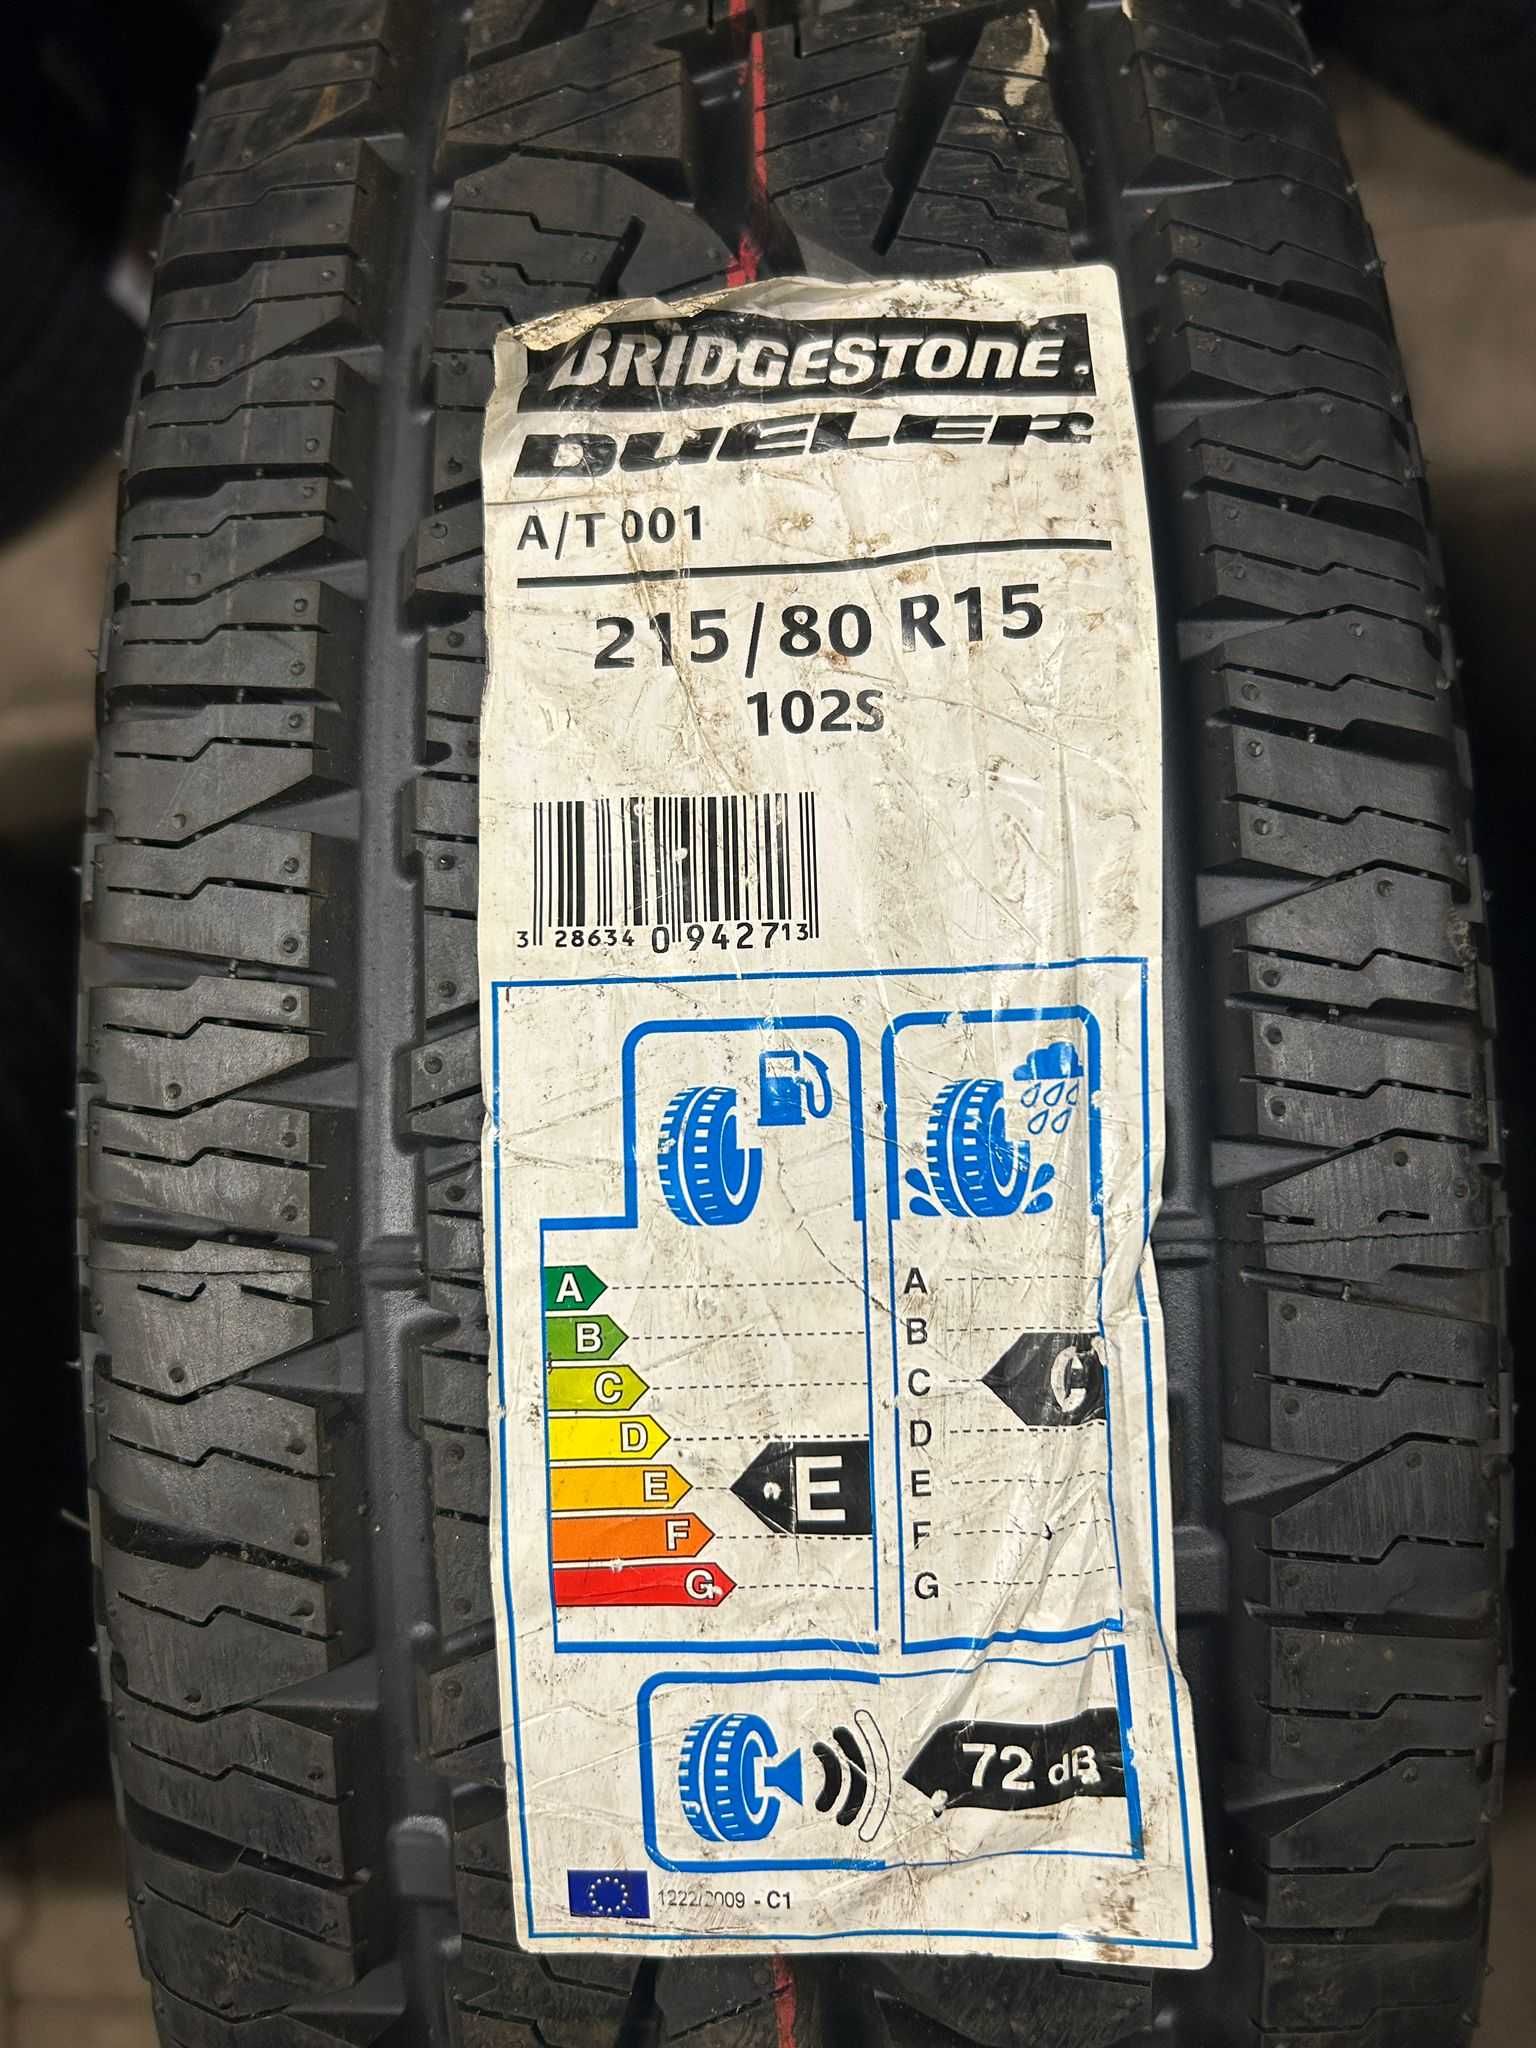 BRIDGESTONE
DUELER
A/T 001
215/80 R15
102S
3 286340 942713
A
B
C
D
E
F
G
E
A
B
C
D
E
F
G
C
72 dB
1222/2009 - C1